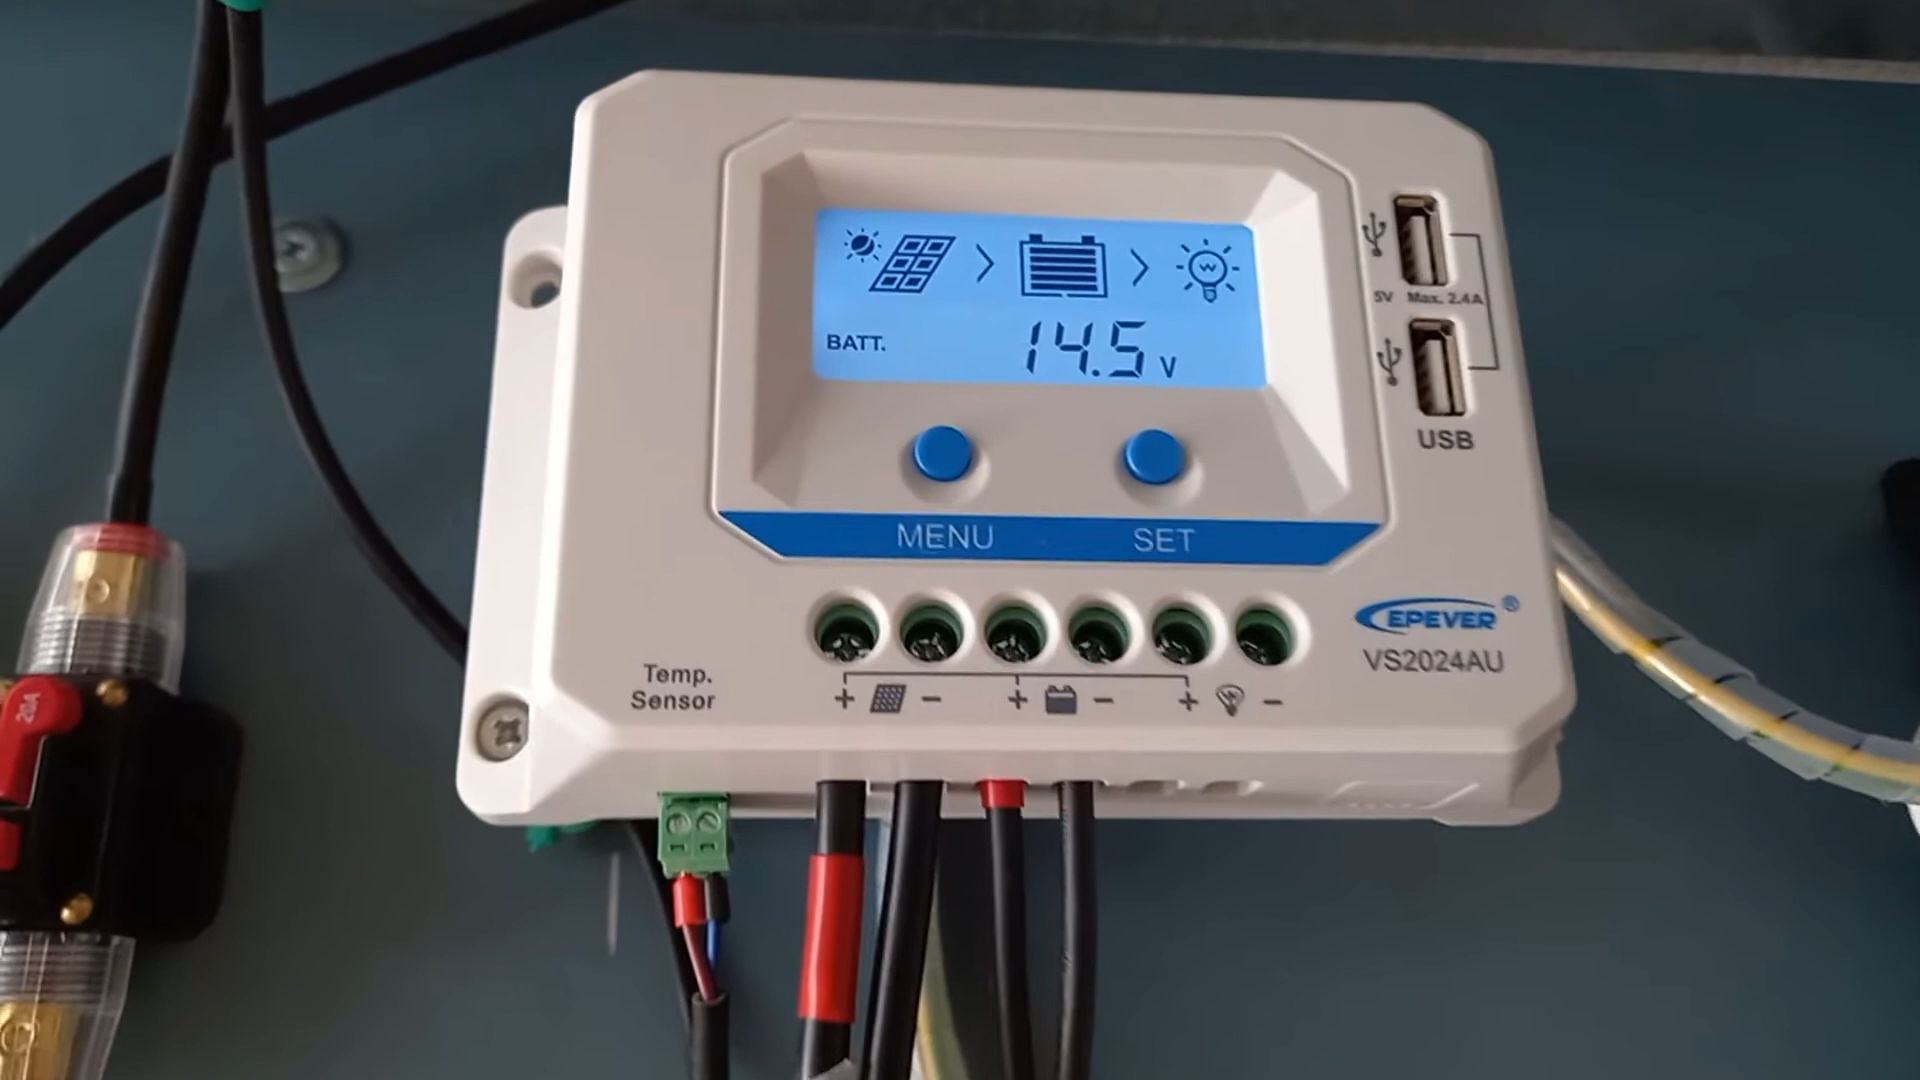 BATT. 14.5 V
5V Max. 2.4A
USB
MENU SET
EPEVER ®
VS2024AU
Temp.
Sensor
+ − + − + −
20A